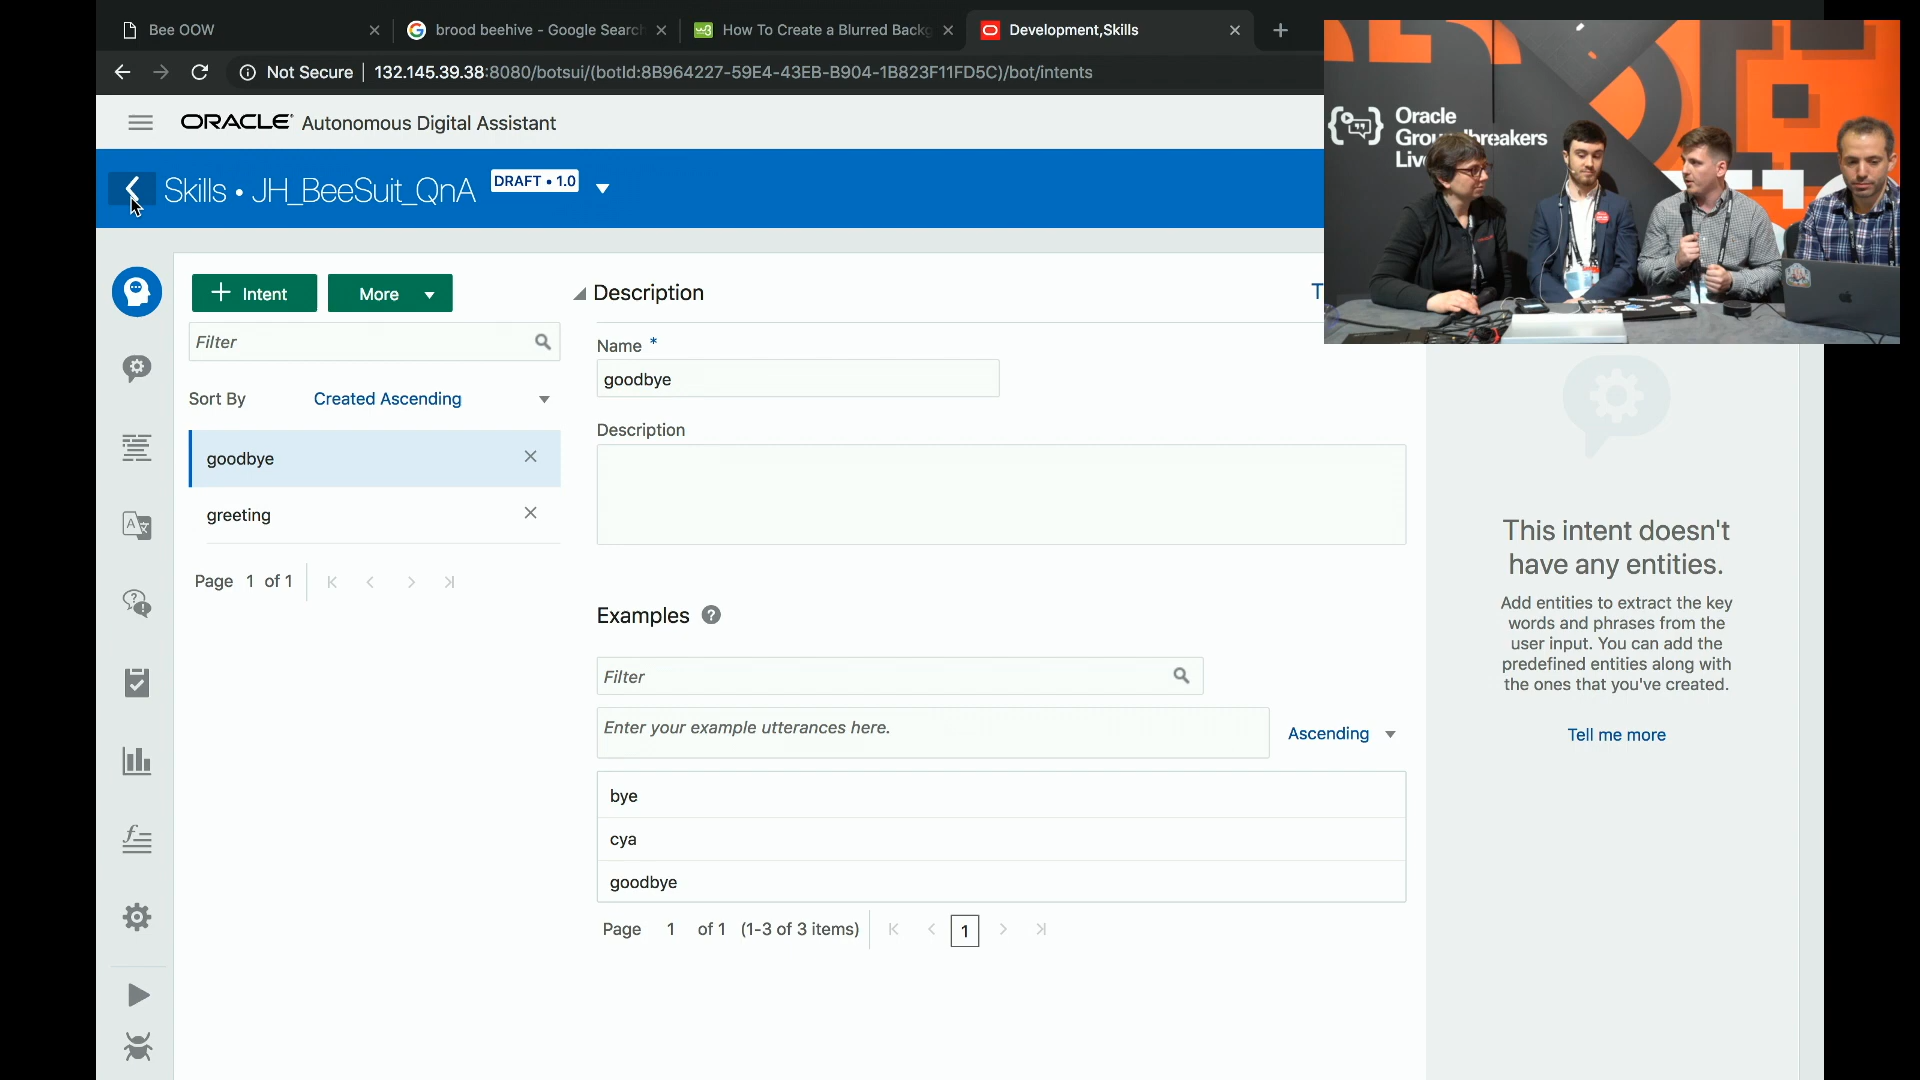 Bee OOW
brood beehive - Google Search
How To Create a Blurred Backg
Development,Skills
Not Secure
132.145.39.38:8080/botsui/(botId:8B964227-59E4-43EB-B904-1B823F11FD5C)/bot/intents
ORACLE Autonomous Digital Assistant
Skills • JH_BeeSuit_QnA
DRAFT • 1.0
Oracle
Groundbreakers
Live
+ Intent
More
Filter
Sort By
Created Ascending
goodbye
greeting
Page 1 of 1
Description
T
Name *
goodbye
Description
Examples ?
Filter
Enter your example utterances here.
Ascending
bye
cya
goodbye
Page 1 of 1 (1-3 of 3 items)
1
This intent doesn't
have any entities.
Add entities to extract the key
words and phrases from the
user input. You can add the
predefined entities along with
the ones that you've created.
Tell me more